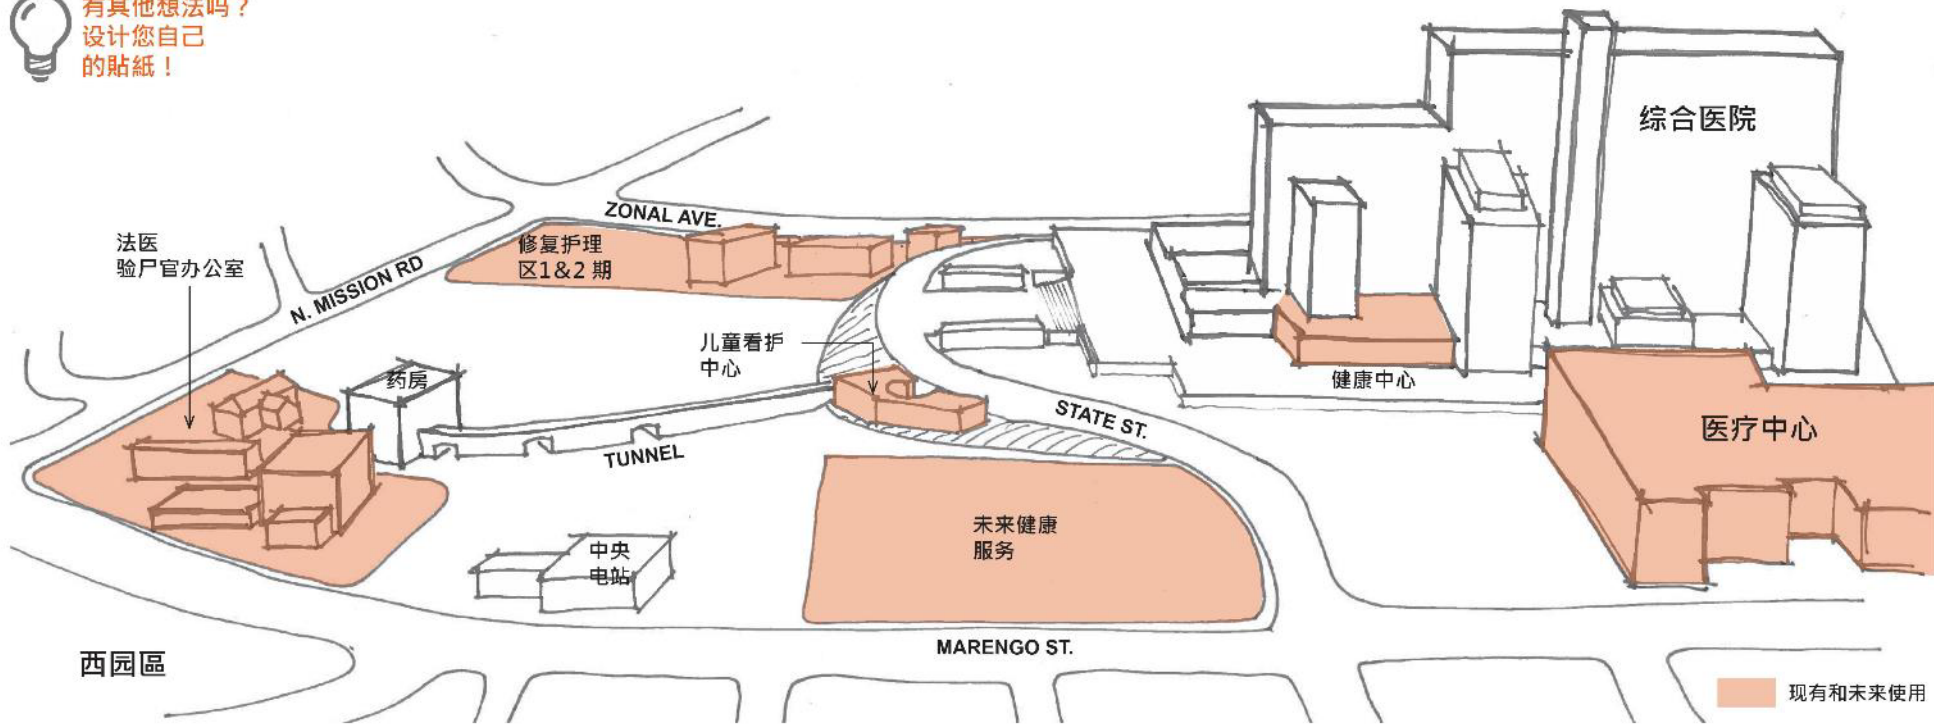 有其他想法吗？
设计您自己
的貼紙！
综合医院
ZONAL AVE.
法医
验尸官办公室
修复护理
区1&2 期
N. MISSION RD
儿童看护
中心
药房
健康中心
STATE ST.
医疗中心
TUNNEL
未来健康
服务
中央
电站
MARENGO ST.
西园區
现有和未来使用